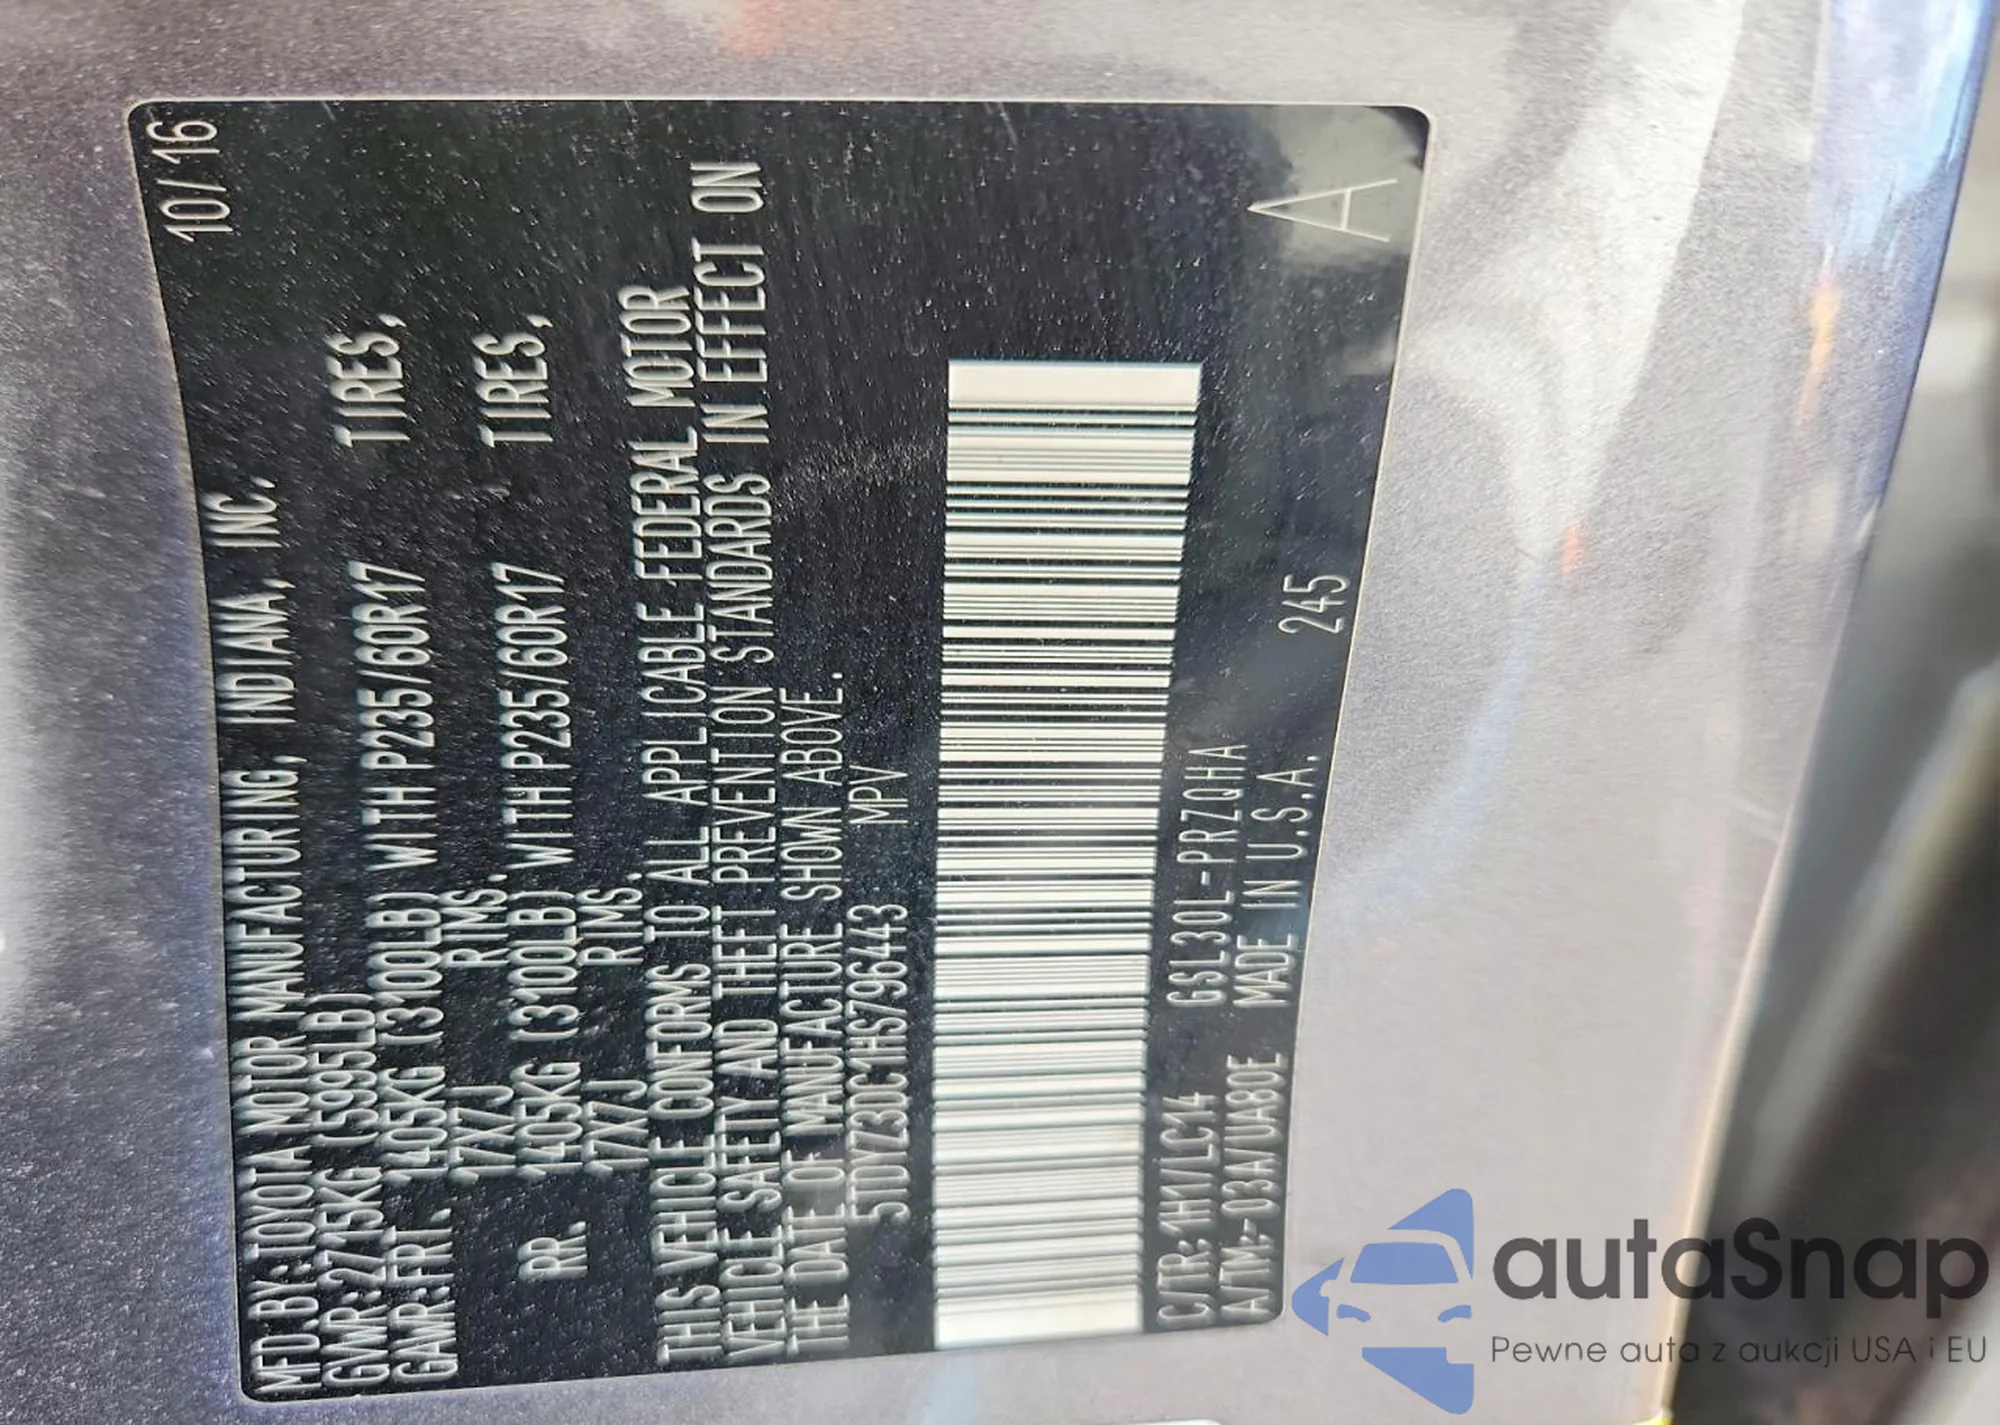 MFD.BY:TOYOTA MOTOR MANUFACTURING, INDIANA, INC. 10/16
GVWR:2715KG (5995LB)
GAWR:FRT. 1405KG (3100LB) WITH P235/60R17 TIRES,
17X7J RIMS.
RR. 1405KG (3100LB) WITH P235/60R17 TIRES,
17X7J RIMS.
THIS VEHICLE CONFORMS TO ALL APPLICABLE FEDERAL MOTOR
VEHICLE SAFETY AND THEFT PREVENTION STANDARDS IN EFFECT ON
THE DATE OF MANUFACTURE SHOWN ABOVE.
5TDYZ3DC1HS796443 MPV
C/TR:1H1/LC14 GSL30L-PRZQHA
A/TM:-03A/UA80E MADE IN U.S.A. 245
A
autaSnap
Pewne auta z aukcji USA i EU